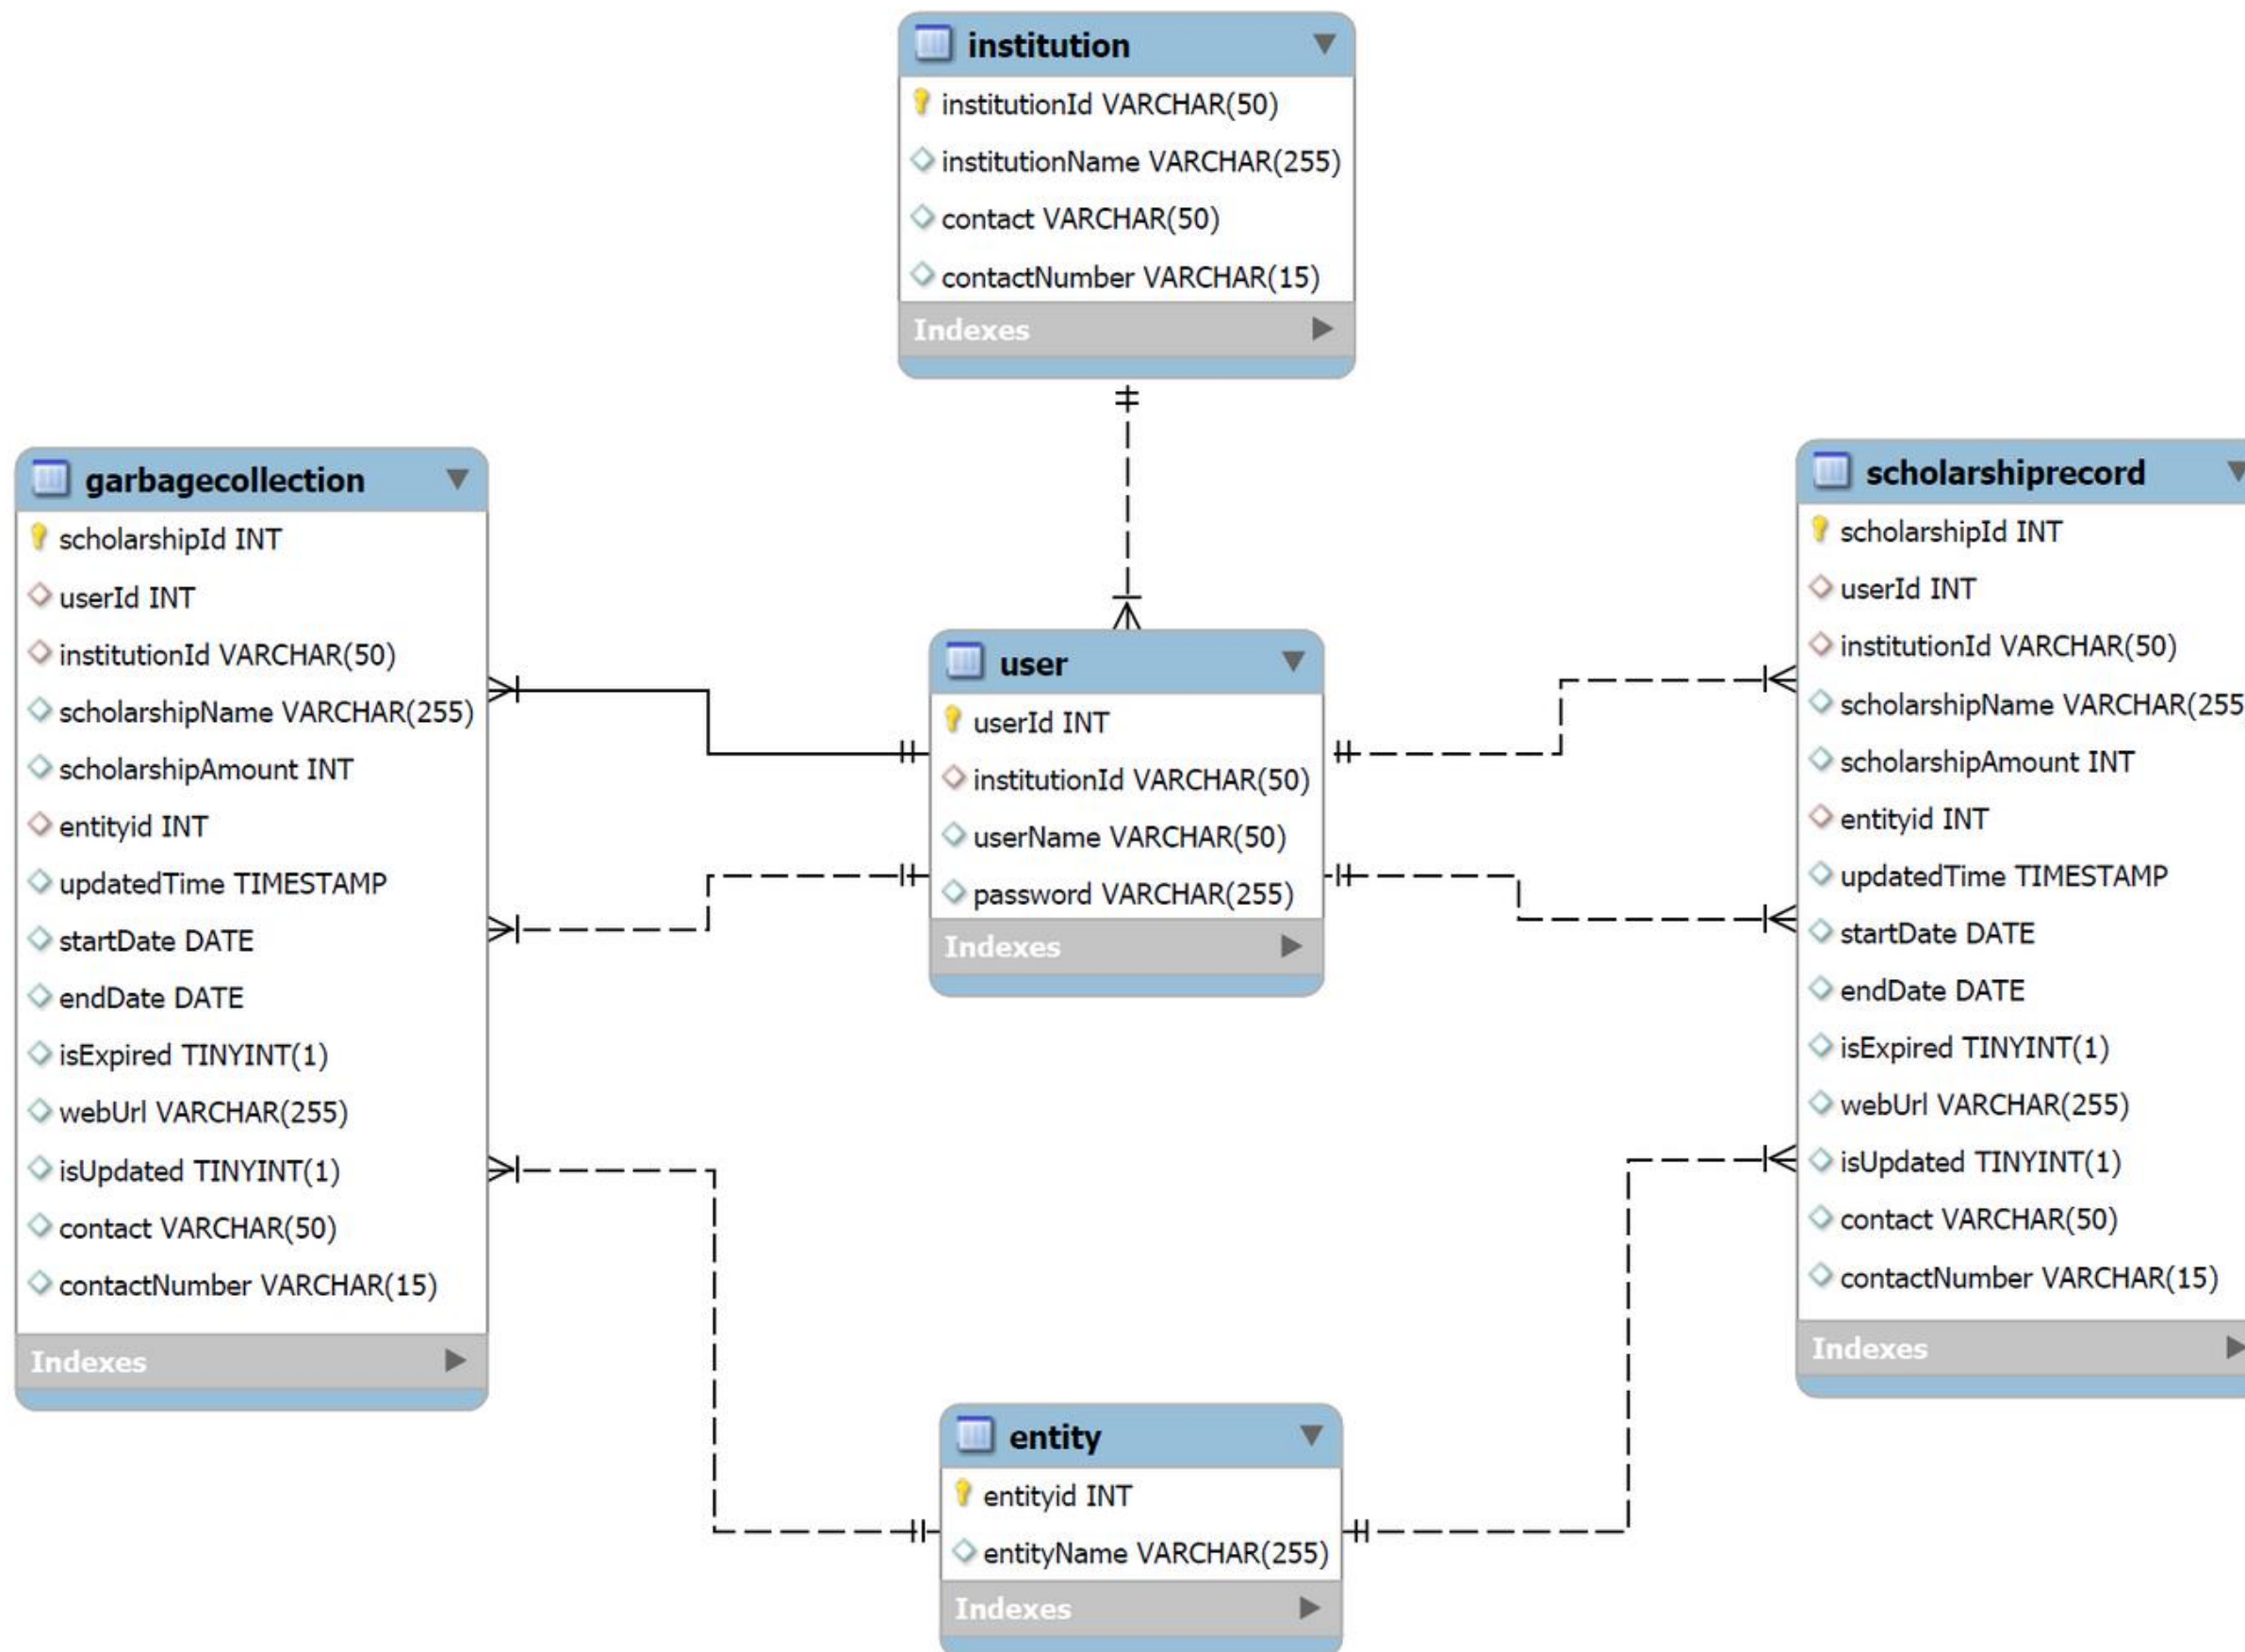 institution
institutionId VARCHAR(50)
institutionName VARCHAR(255)
contact VARCHAR(50)
contactNumber VARCHAR(15)
Indexes
garbagecollection
scholarshipId INT
userId INT
institutionId VARCHAR(50)
scholarshipName VARCHAR(255)
scholarshipAmount INT
entityid INT
updatedTime TIMESTAMP
startDate DATE
endDate DATE
isExpired TINYINT(1)
webUrl VARCHAR(255)
isUpdated TINYINT(1)
contact VARCHAR(50)
contactNumber VARCHAR(15)
Indexes
user
userId INT
institutionId VARCHAR(50)
userName VARCHAR(50)
password VARCHAR(255)
Indexes
scholarshiprecord
scholarshipId INT
userId INT
institutionId VARCHAR(50)
scholarshipName VARCHAR(255
scholarshipAmount INT
entityid INT
updatedTime TIMESTAMP
startDate DATE
endDate DATE
isExpired TINYINT(1)
webUrl VARCHAR(255)
isUpdated TINYINT(1)
contact VARCHAR(50)
contactNumber VARCHAR(15)
Indexes
entity
entityid INT
entityName VARCHAR(255)
Indexes